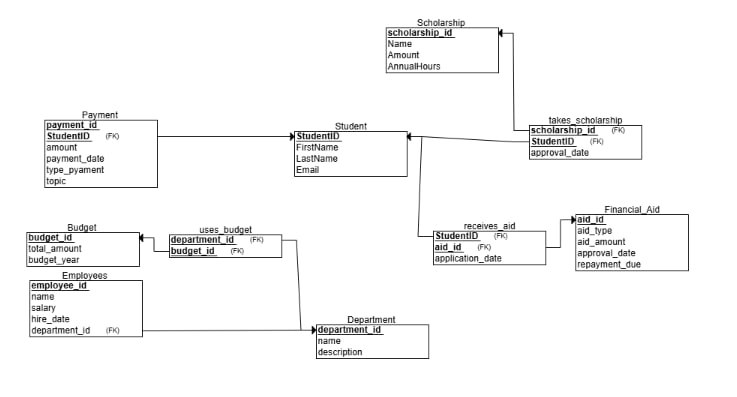 Scholarship
scholarship_id
Name
Amount
AnnualHours
Payment
payment_id
StudentID (FK)
amount
payment_date
type_pyament
topic
Student
StudentID
FirstName
LastName
Email
takes_scholarship
scholarship_id (FK)
StudentID (FK)
approval_date
Budget
budget_id
total_amount
budget_year
uses_budget
department_id (FK)
budget_id (FK)
receives_aid
StudentID (FK)
aid_id (FK)
application_date
Financial_Aid
aid_id
aid_type
aid_amount
approval_date
repayment_due
Employees
employee_id
name
salary
hire_date
department_id (FK)
Department
department_id
name
description